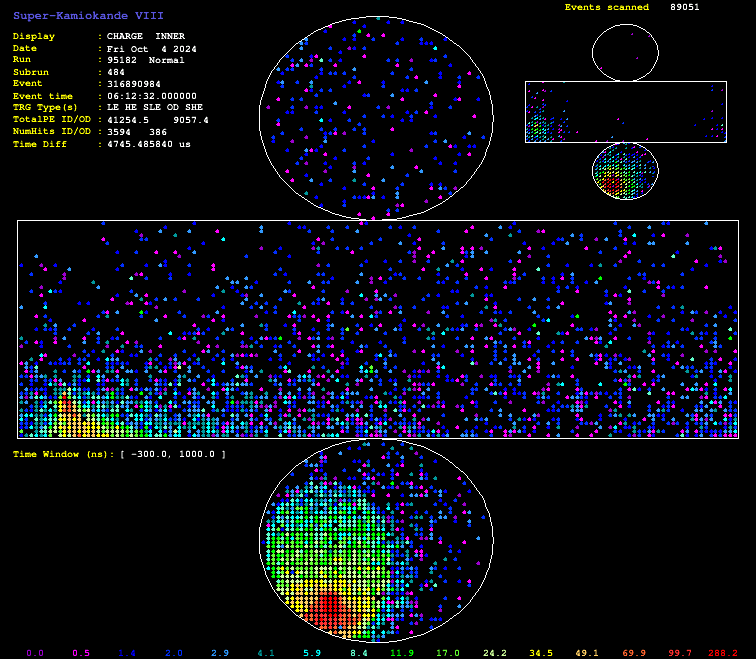 Super-Kamiokande VIII
Events scanned 89051
Display : CHARGE INNER
Date : Fri Oct 4 2024
Run : 95182 Normal
Subrun : 484
Event : 316890984
Event time : 06:12:32.000000
TRG Type(s) : LE HE SLE OD SHE
TotalPE ID/OD : 41254.5 9057.4
NumHits ID/OD : 3594 386
Time Diff : 4745.485840 us
Time Window (ns): [ -300.0, 1000.0 ]
0.0 0.5 1.4 2.0 2.9 4.1 5.9 8.4 11.9 17.0 24.2 34.5 49.1 69.9 99.7 288.2